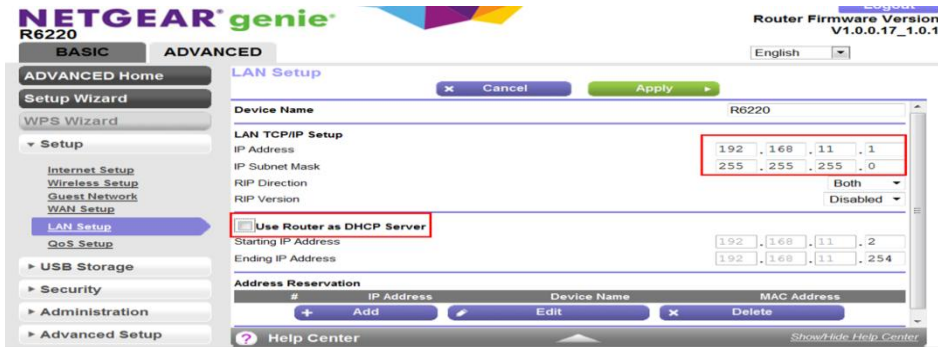 NETGEAR® genie®
R6220
Logout
Router Firmware Version
V1.0.0.17_1.0.1
BASIC
ADVANCED
English
ADVANCED Home
Setup Wizard
WPS Wizard
Setup
Internet Setup
Wireless Setup
Guest Network
WAN Setup
LAN Setup
QoS Setup
USB Storage
Security
Administration
Advanced Setup
LAN Setup
× Cancel
Apply
Device Name R6220
LAN TCP/IP Setup
IP Address 192 . 168 . 11 . 1
IP Subnet Mask 255 . 255 . 255 . 0
RIP Direction Both
RIP Version Disabled
Use Router as DHCP Server
Starting IP Address 192 . 168 . 11 . 2
Ending IP Address 192 . 168 . 11 . 254
Address Reservation
# IP Address Device Name MAC Address
+ Add Edit × Delete
? Help Center Show/Hide Help Center